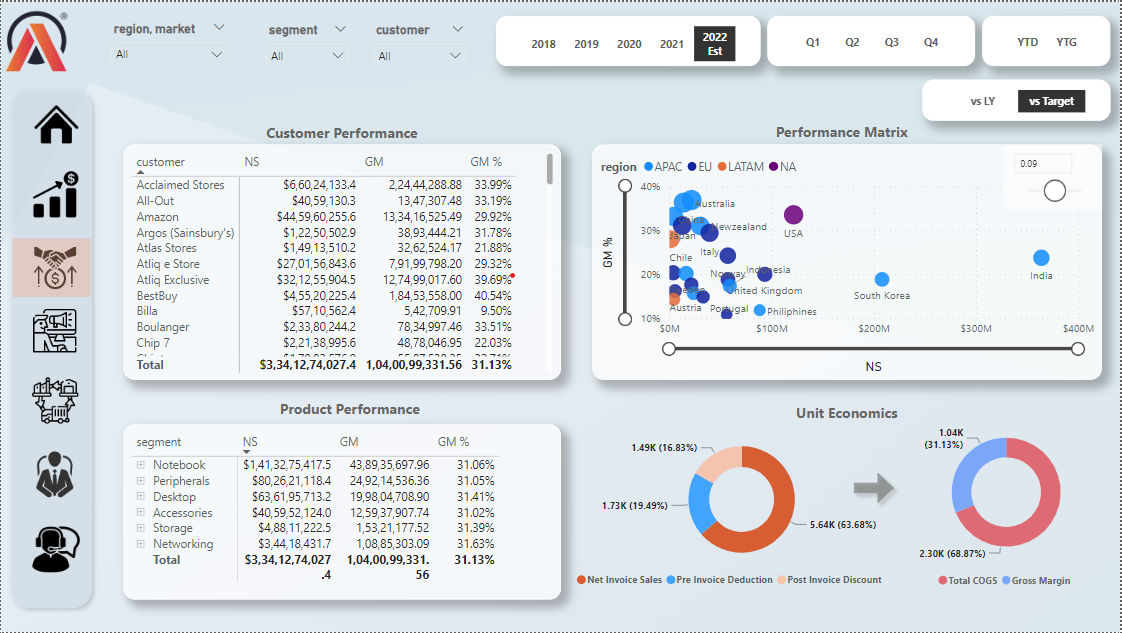 region, market segment customer
All All All
2018 2019 2020 2021 2022 Est
Q1 Q2 Q3 Q4
YTD YTG
vs LY vs Target
Customer Performance
customer NS GM GM %
Acclaimed Stores $6,60,24,133.4 2,24,44,288.88 33.99%
All-Out $40,59,130.3 13,47,307.48 33.19%
Amazon $44,59,60,255.6 13,34,16,525.49 29.92%
Argos (Sainsbury's) $1,22,50,502.9 38,93,444.21 31.78%
Atlas Stores $1,49,13,510.2 32,62,524.17 21.88%
Atliq e Store $27,01,56,843.6 7,91,99,798.20 29.32%
Atliq Exclusive $32,12,55,904.5 12,74,99,017.60 39.69%
BestBuy $4,55,20,225.4 1,84,53,558.00 40.54%
Billa $57,10,562.4 5,42,709.91 9.50%
Boulanger $2,33,80,244.2 78,34,997.46 33.51%
Chip 7 $2,21,38,995.6 48,78,046.95 22.03%
Total $3,34,12,74,027.4 1,04,00,99,331.56 31.13%
Performance Matrix
region APAC EU LATAM NA
0.09
GM %
40%
30%
20%
10%
Australia
Newzealand
USA
Japan
Italy
Chile
Norway
Indonesia
India
United Kingdom
South Korea
Austria
Portugal
Philiphines
$0M $100M $200M $300M $400M
NS
Product Performance
segment NS GM GM %
Notebook $1,41,32,75,417.5 43,89,35,697.96 31.06%
Peripherals $80,26,21,118.4 24,92,14,536.36 31.05%
Desktop $63,61,95,713.2 19,98,04,708.90 31.41%
Accessories $40,59,52,124.0 12,59,37,907.74 31.02%
Storage $4,88,11,222.5 1,53,21,177.52 31.39%
Networking $3,44,18,431.7 1,08,85,303.09 31.63%
Total $3,34,12,74,027 1,04,00,99,331. 31.13%
.4 56
Unit Economics
1.49K (16.83%)
1.73K (19.49%)
5.64K (63.68%)
Net Invoice Sales Pre Invoice Deduction Post Invoice Discount
1.04K
(31.13%)
2.30K (68.87%)
Total COGS Gross Margin